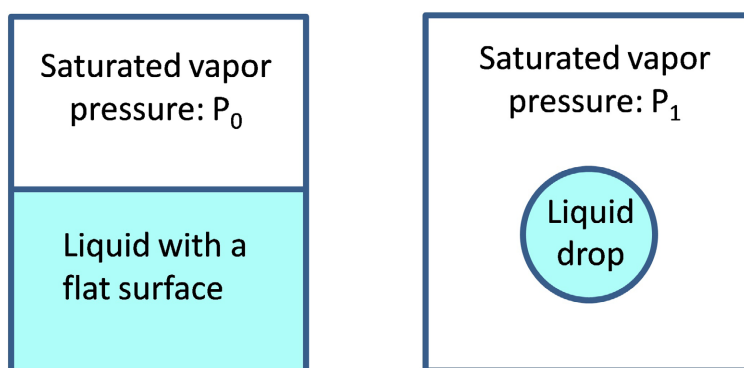 Saturated vapor
pressure: P₀
Liquid with a
flat surface
Saturated vapor
pressure: P₁
Liquid
drop